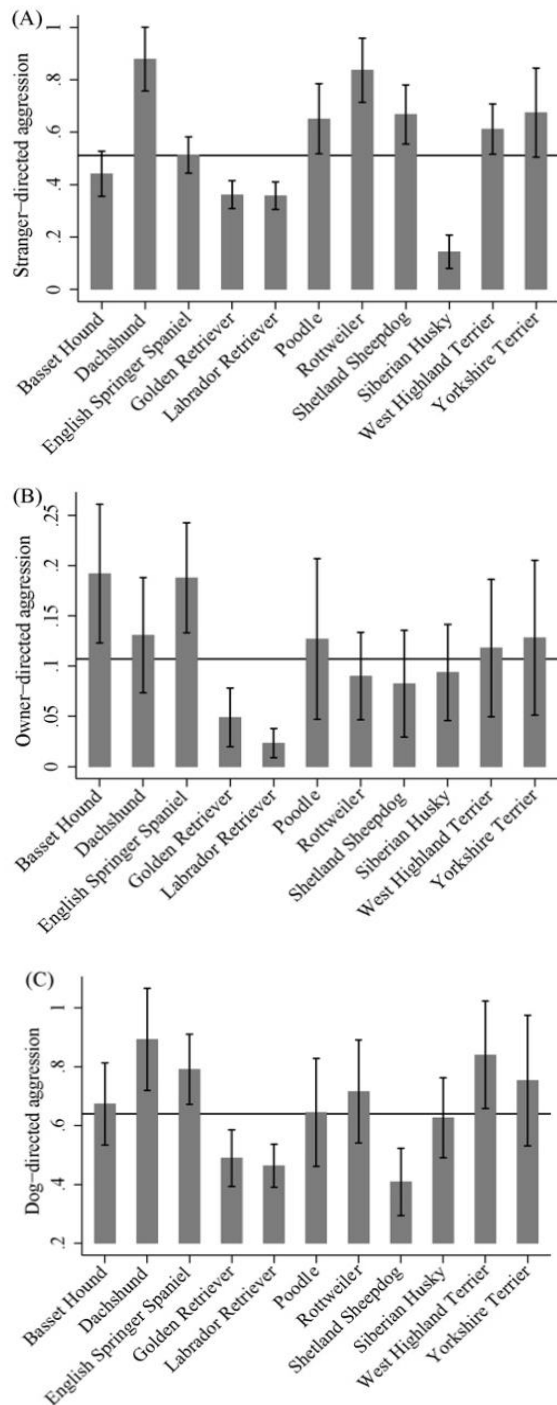 (A)
Stranger–directed aggression
1
.8
.6
.4
.2
0
Basset Hound
Dachshund
English Springer Spaniel
Golden Retriever
Labrador Retriever
Poodle
Rottweiler
Shetland Sheepdog
Siberian Husky
West Highland Terrier
Yorkshire Terrier
(B)
Owner–directed aggression
.25
.2
.15
.1
.05
0
Basset Hound
Dachshund
English Springer Spaniel
Golden Retriever
Labrador Retriever
Poodle
Rottweiler
Shetland Sheepdog
Siberian Husky
West Highland Terrier
Yorkshire Terrier
(C)
Dog–directed aggression
1
.8
.6
.4
.2
Basset Hound
Dachshund
English Springer Spaniel
Golden Retriever
Labrador Retriever
Poodle
Rottweiler
Shetland Sheepdog
Siberian Husky
West Highland Terrier
Yorkshire Terrier